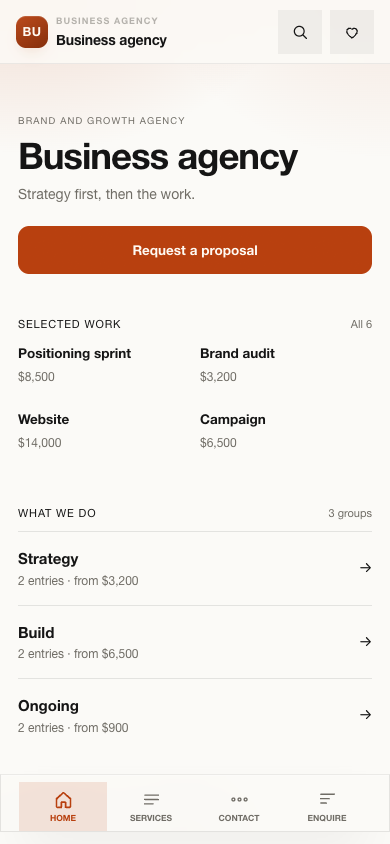 BU
BUSINESS AGENCY
Business agency
BRAND AND GROWTH AGENCY
Business agency
Strategy first, then the work.
Request a proposal
SELECTED WORK
All 6
Positioning sprint
$8,500
Brand audit
$3,200
Website
$14,000
Campaign
$6,500
WHAT WE DO
3 groups
Strategy
2 entries · from $3,200
Build
2 entries · from $6,500
Ongoing
2 entries · from $900
HOME
SERVICES
CONTACT
ENQUIRE